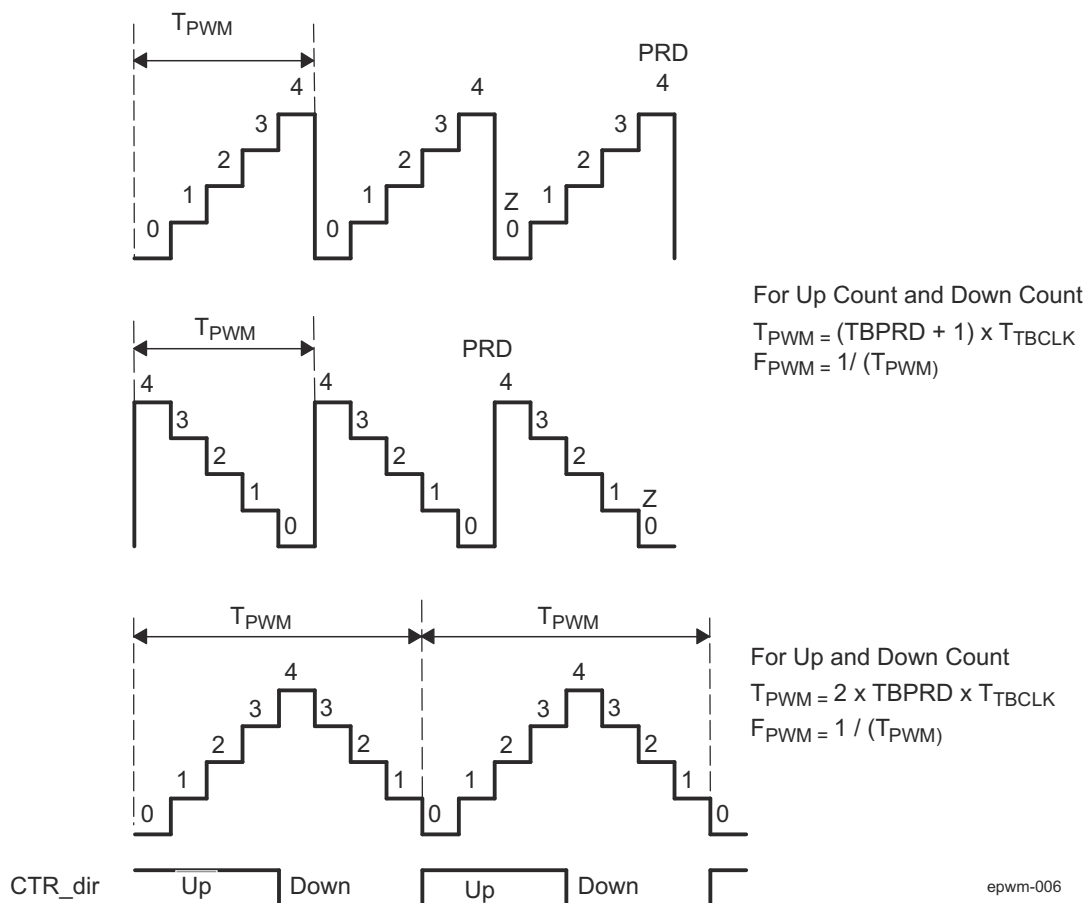 TPWM
PRD
4 4 4
3 3 3
2 2 2
1 1 Z 1
0 0 0
For Up Count and Down Count
TPWM = (TBPRD + 1) x TTBCLK
FPWM = 1/ (TPWM)
TPWM
PRD
4 4 4
3 3 3
2 2 2
1 1 1 Z
0 0 0
TPWM TPWM
4 4
3 3 3 3
2 2 2 2
1 1 1 1
0 0 0
For Up and Down Count
TPWM = 2 x TBPRD x TTBCLK
FPWM = 1 / (TPWM)
CTR_dir Up Down Up Down
epwm-006